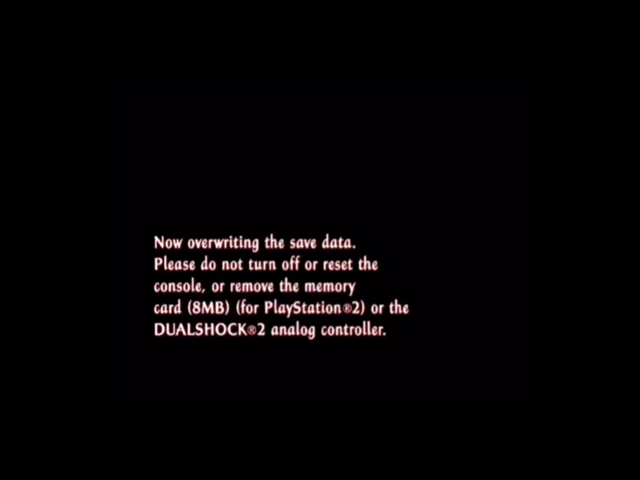 Now overwriting the save data.
Please do not turn off or reset the
console, or remove the memory
card (8MB) (for PlayStation®2) or the
DUALSHOCK®2 analog controller.